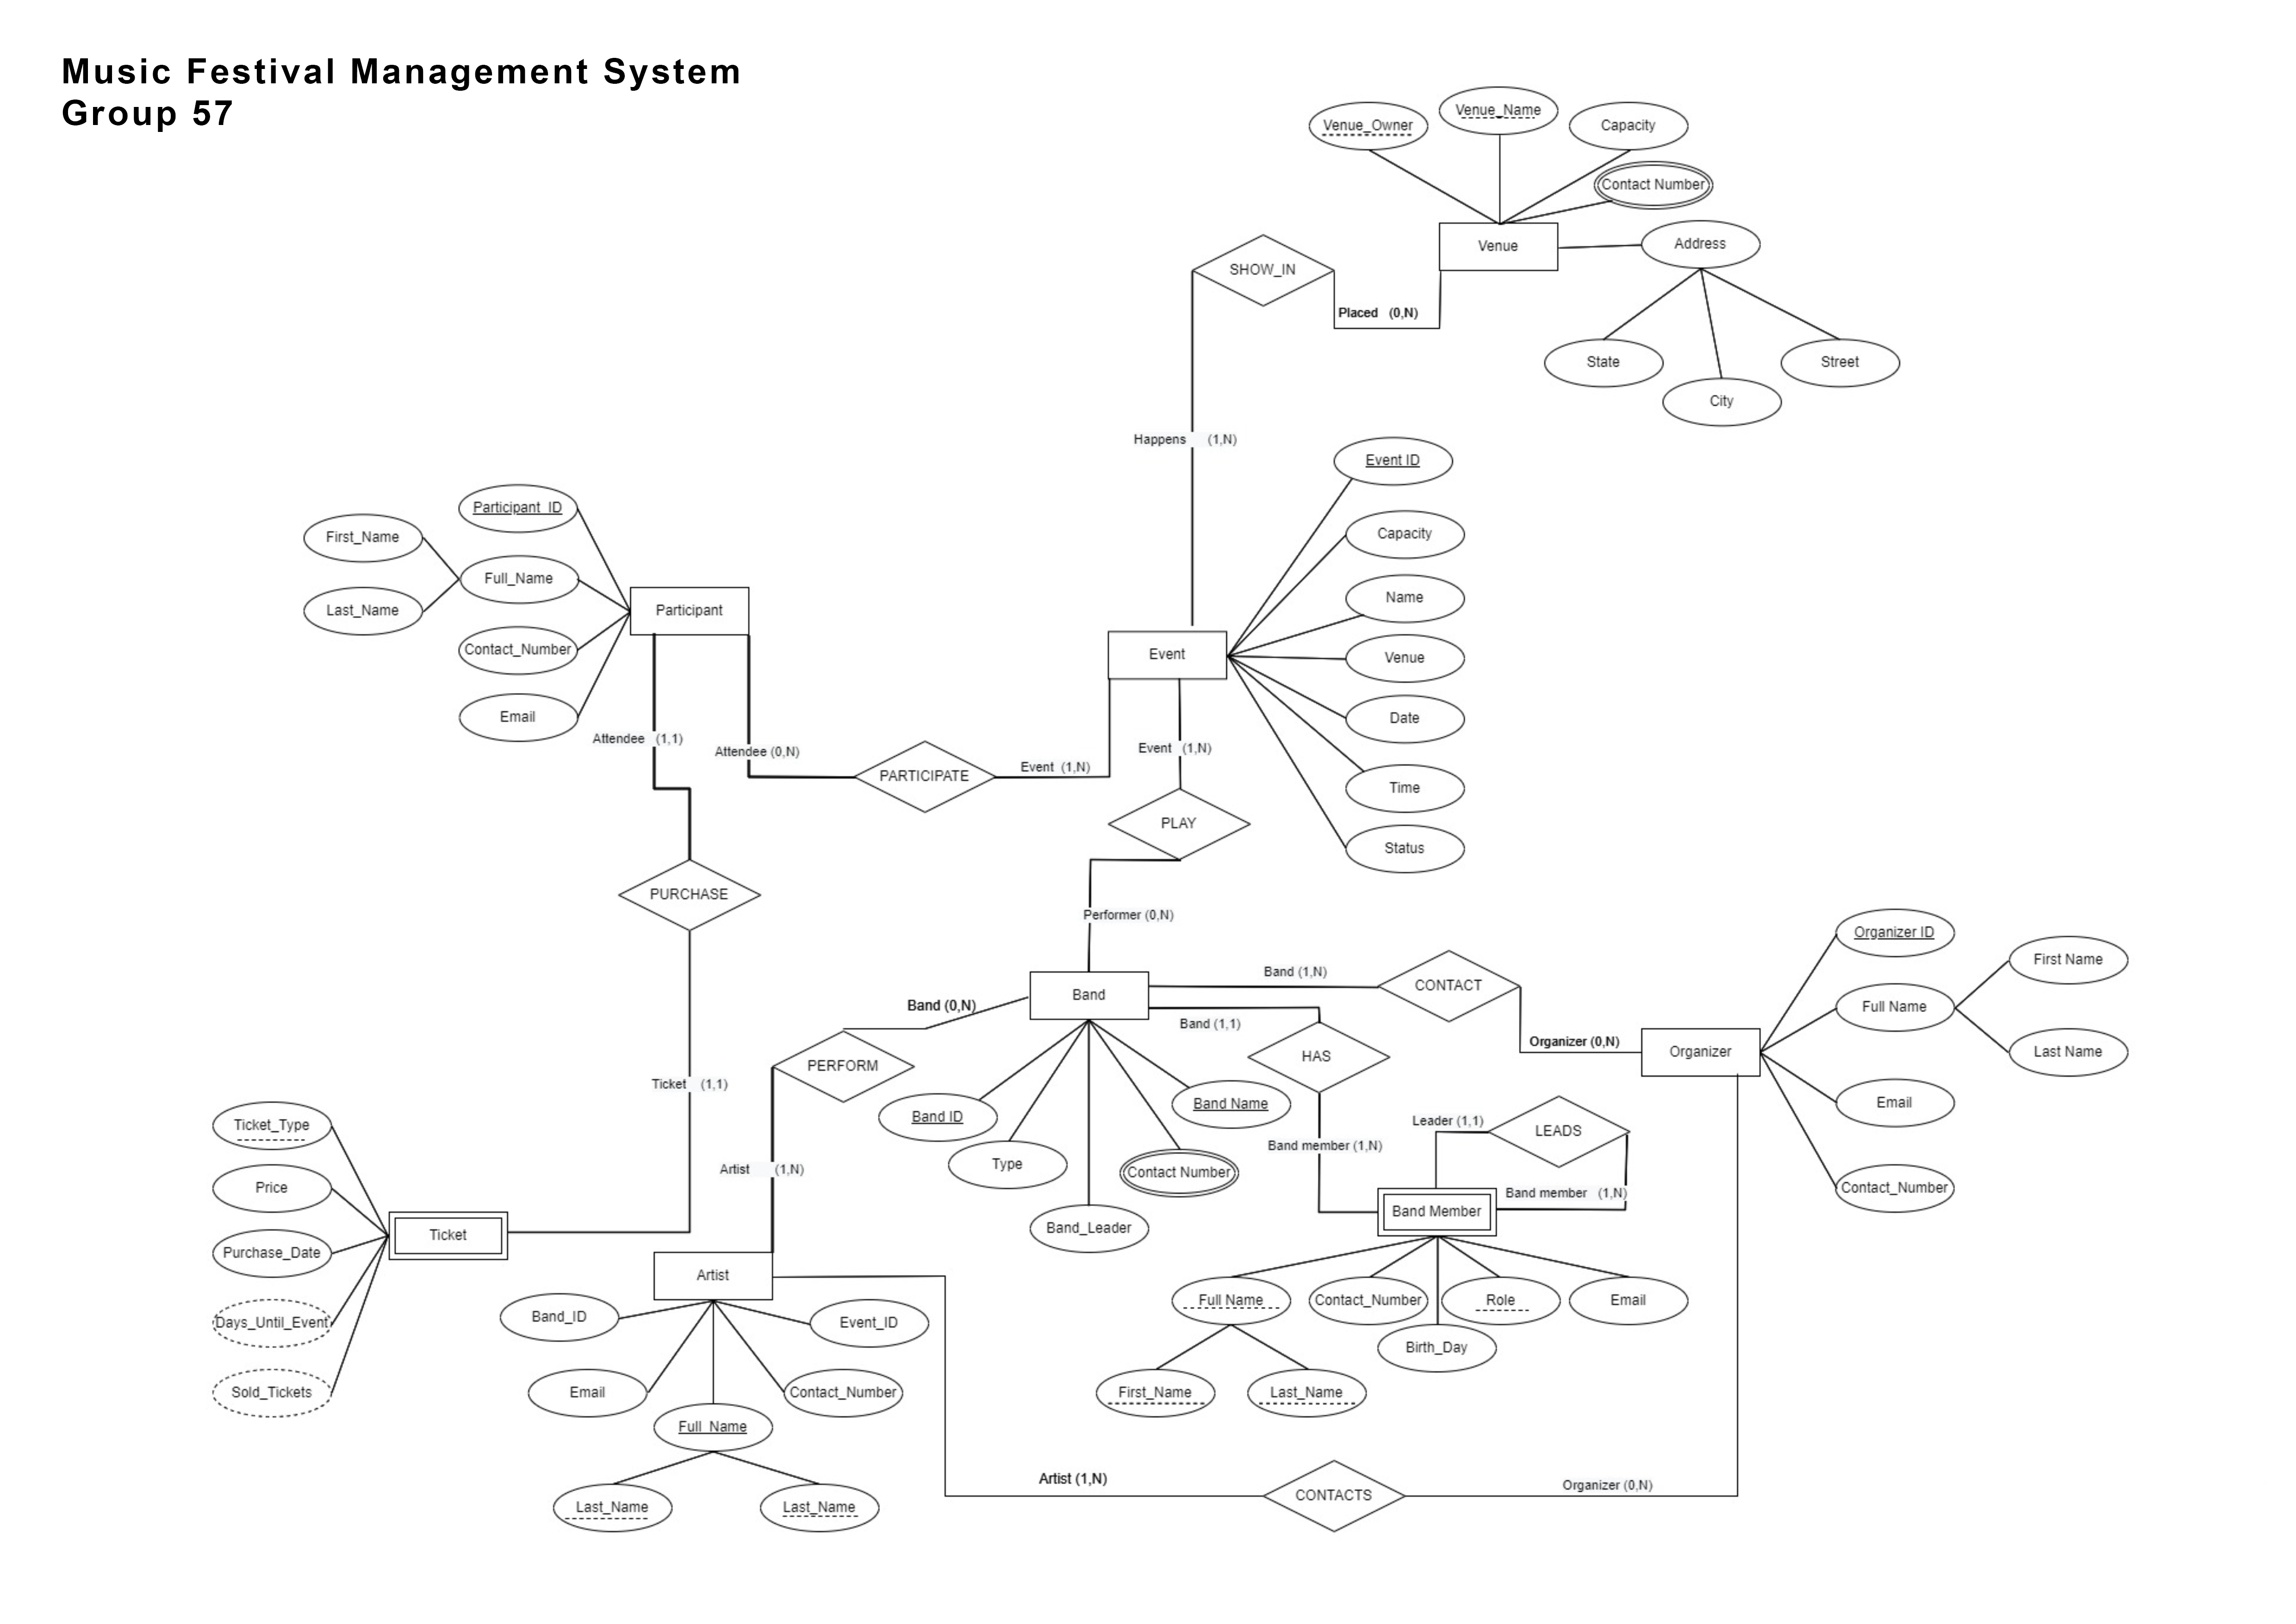 Music Festival Management System
Group 57
Venue_Owner
Venue_Name
Capacity
Contact Number
Venue
Address
State
City
Street
SHOW_IN
Placed (0,N)
Happens (1,N)
Event ID
Capacity
Name
Venue
Date
Time
Status
Event
Participant_ID
First_Name
Full_Name
Last_Name
Contact_Number
Email
Participant
Attendee (1,1)
Attendee (0,N)
PARTICIPATE
Event (1,N)
Event (1,N)
PLAY
PURCHASE
Performer (0,N)
Band
Band (1,N)
CONTACT
Organizer (0,N)
Organizer
Organizer ID
Full Name
First Name
Last Name
Email
Contact_Number
Band (0,N)
PERFORM
Band (1,1)
HAS
Band ID
Type
Band_Leader
Contact Number
Band Name
Band member (1,N)
Leader (1,1)
LEADS
Band member (1,N)
Band Member
Full Name
Contact_Number
Role
Email
Birth_Day
First_Name
Last_Name
Ticket (1,1)
Ticket_Type
Price
Purchase_Date
Days_Until_Event
Sold_Tickets
Ticket
Artist (1,N)
Artist
Band_ID
Event_ID
Email
Contact_Number
Full_Name
Last_Name
Last_Name
Artist (1,N)
CONTACTS
Organizer (0,N)